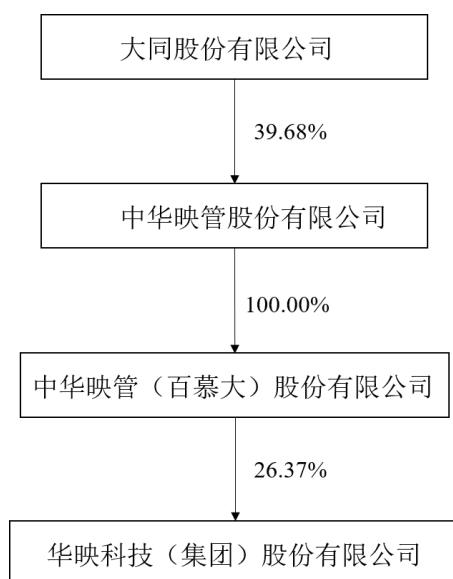 大同股份有限公司
39.68%
中华映管股份有限公司
100.00%
中华映管（百慕大）股份有限公司
26.37%
华映科技（集团）股份有限公司